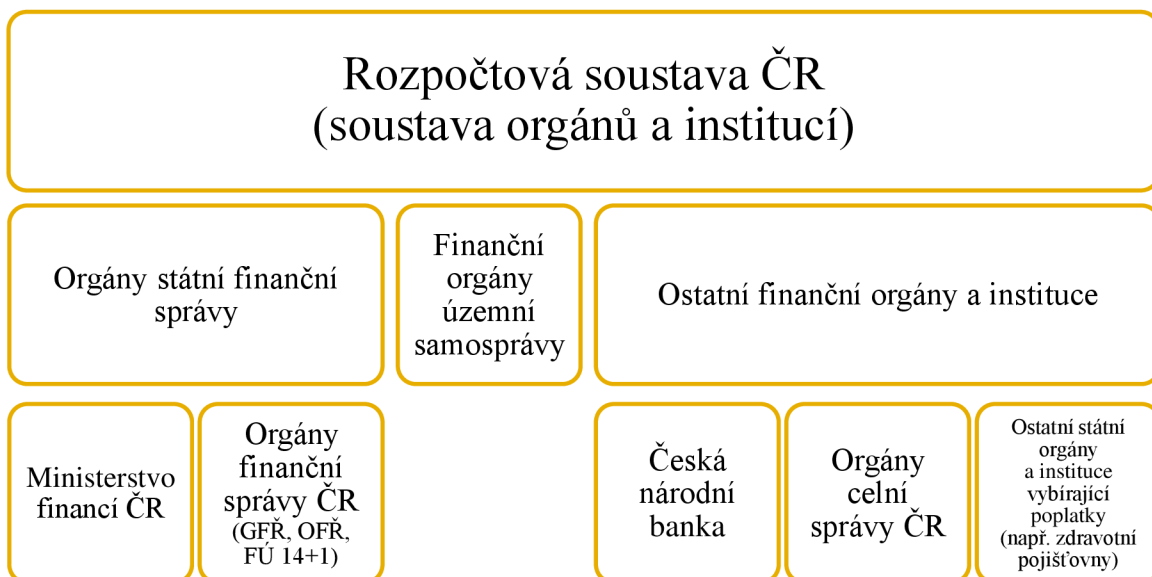 Rozpočtová soustava ČR
(soustava orgánů a institucí)
Orgány státní finanční
správy
Finanční
orgány
územní
samosprávy
Ostatní finanční orgány a instituce
Ministerstvo
financí ČR
Orgány
finanční
správy ČR
(GFŘ, OFŘ,
FÚ 14+1)
Česká
národní
banka
Orgány
celní
správy ČR
Ostatní státní
orgány
a instituce
vybírající
poplatky
(např. zdravotní
pojišťovny)